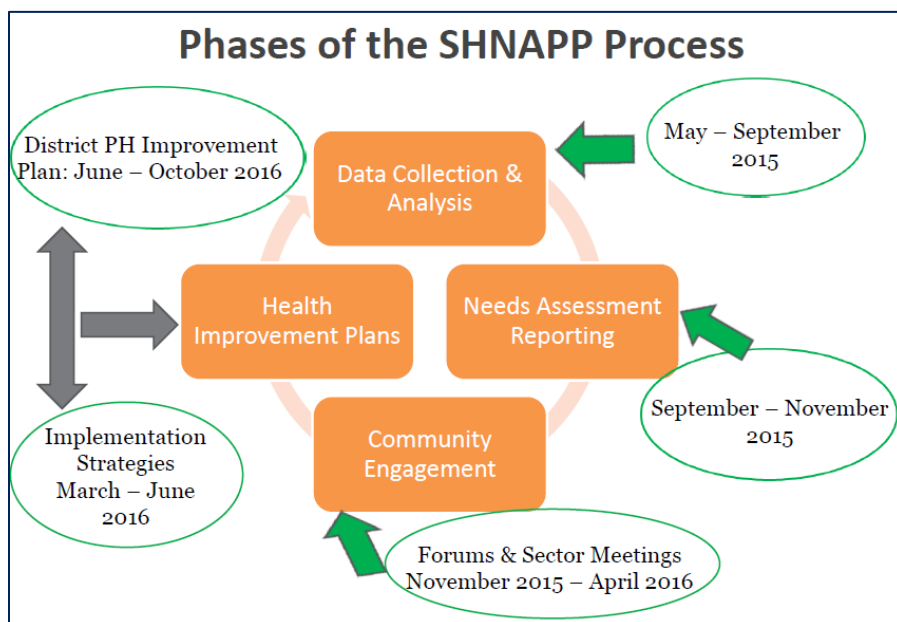 Phases of the SHNAPP Process
District PH Improvement
Plan: June – October 2016
Data Collection &
Analysis
May – September
2015
Health
Improvement Plans
Needs Assessment
Reporting
September – November
2015
Implementation
Strategies
March – June
2016
Community
Engagement
Forums & Sector Meetings
November 2015 – April 2016